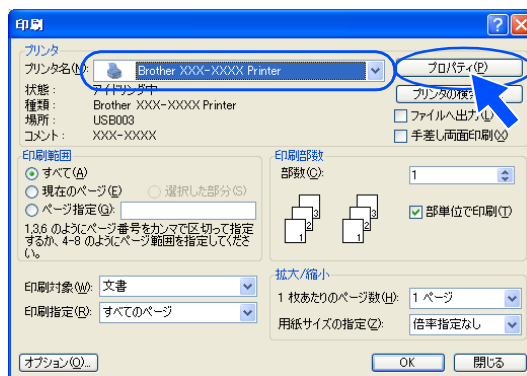 印刷
プリンタ
プリンタ名(N): Brother XXX-XXXX Printer プロパティ(P)
状態: アイドリング中
種類: Brother XXX-XXXX Printer
場所: USB003 ファイルへ出力(L)
コメント: XXX-XXXX 手差し両面印刷(X)
印刷範囲
すべて(A)
現在のページ(E) 選択した部分(S)
ページ指定(G):
1,3,6 のようにページ番号をカンマで区切って指定
するか、4-8 のようにページ範囲を指定してくださ
い。
印刷部数
部数(C): 1
1 2 3 1 2 3
部単位で印刷(T)
印刷対象(W): 文書
印刷指定(R): すべてのページ
拡大/縮小
1 枚あたりのページ数(H): 1 ページ
用紙サイズの指定(Z): 倍率指定なし
オプション(O)... OK 閉じる